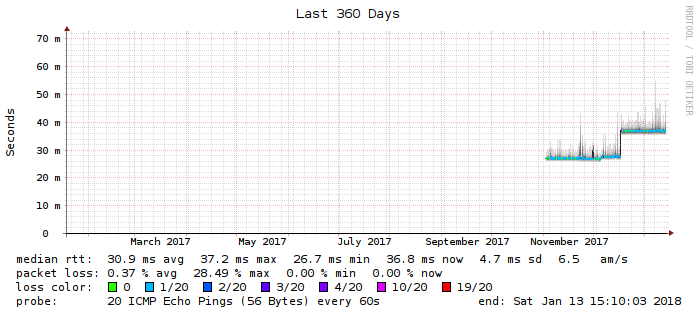 Last 360 Days
RRDTOOL / TOBI OETIKER
Seconds
70 m
60 m
50 m
40 m
30 m
20 m
10 m
0
March 2017 May 2017 July 2017 September 2017 November 2017
median rtt: 30.9 ms avg 37.2 ms max 26.7 ms min 36.8 ms now 4.7 ms sd 6.5 am/s
packet loss: 0.37 % avg 28.49 % max 0.00 % min 0.00 % now
loss color: 0 1/20 2/20 3/20 4/20 10/20 19/20
probe: 20 ICMP Echo Pings (56 Bytes) every 60s end: Sat Jan 13 15:10:03 2018